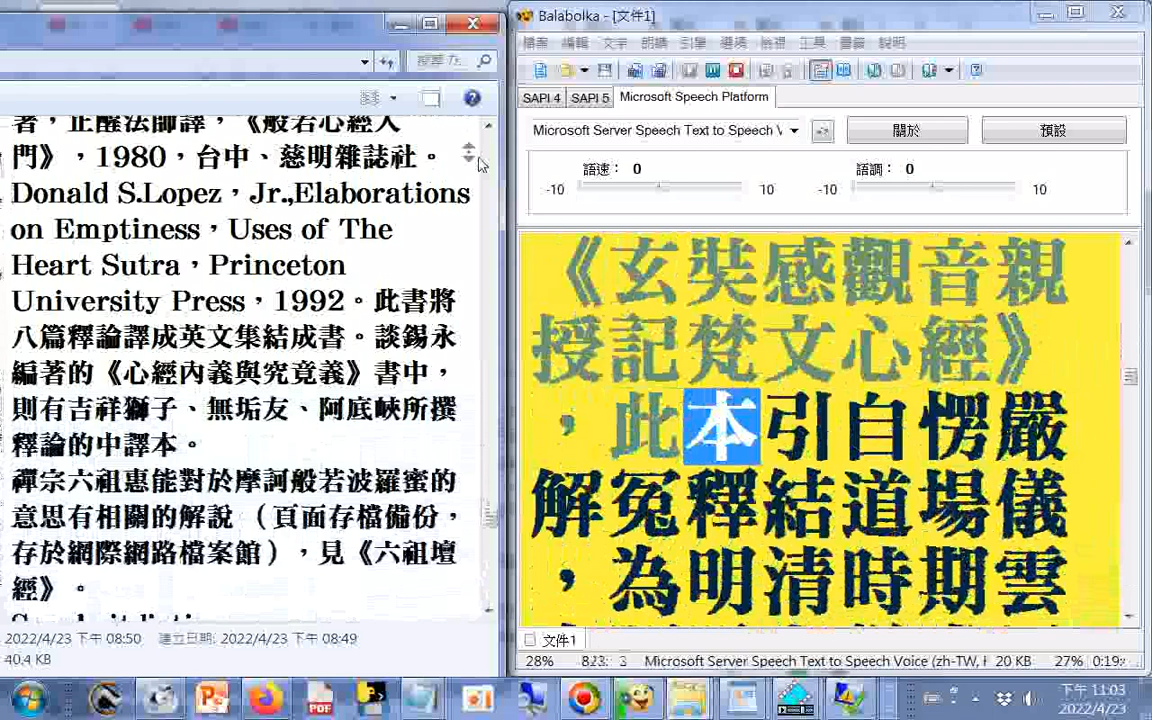 Balabolka - [文件1]
檔案 編輯 文字 朗讀 引擎 選項 檢視 工具 書籤 說明
SAPI 4 SAPI 5 Microsoft Speech Platform
Microsoft Server Speech Text to Speech V 關於 預設
語速： 0 語調： 0
-10 10 -10 10
著，止醒法師譯，《般若心經入
門》，1980，台中、慈明雜誌社。
Donald S.Lopez，Jr.,Elaborations
on Emptiness，Uses of The
Heart Sutra，Princeton
University Press，1992。此書將
八篇釋論譯成英文集結成書。談錫永
編著的《心經內義與究竟義》書中，
則有吉祥獅子、無垢友、阿底峽所撰
釋論的中譯本。
禪宗六祖惠能對於摩訶般若波羅蜜的
意思有相關的解說 （頁面存檔備份，
存於網際網路檔案館），見《六祖壇
經》。
2022/4/23 下午 08:50 建立日期: 2022/4/23 下午 08:49
40.4 KB
《玄奘感觀音親
授記梵文心經》
，此本引自愣嚴
解冤釋結道場儀
，為明清時期雲
文件1
28% 823: 3 Microsoft Server Speech Text to Speech Voice (zh-TW, 20 KB 27% 0:19
下午 11:03
2022/4/23